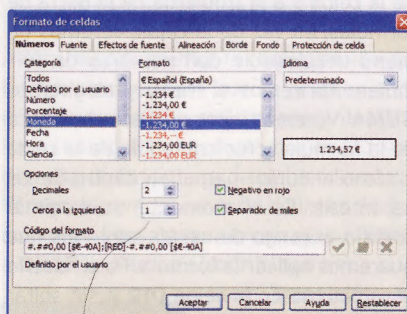 Formato de celdas
Números Fuente Efectos de fuente Alineación Borde Fondo Protección de celda
Categoría Formato Idioma
Todos
Definido por el usuario
Número
Porcentaje
Moneda
Fecha
Hora
Ciencia
€ Español (España)
-1.234 €
-1.234,00 €
-1.234 €
-1.234,-- €
-1.234,00 €
-1.234,00 EUR
-1.234,00 EUR
Predeterminado
1.234,57 €
Opciones
Decimales 2 Negativo en rojo
Ceros a la izquierda 1 Separador de miles
Código del formato
#.##0,00 [$€-40A];[RED]-#.##0,00 [$€-40A]
Definido por el usuario
Aceptar Cancelar Ayuda Restablecer